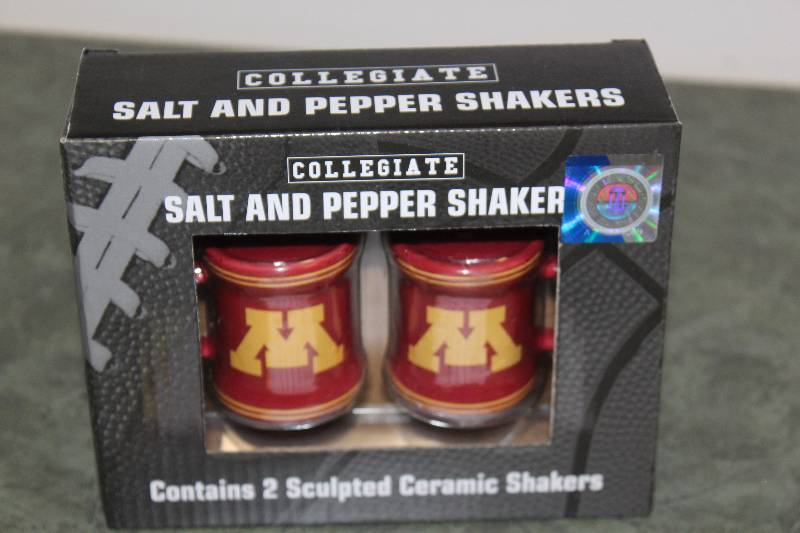 COLLEGIATE
SALT AND PEPPER SHAKERS
COLLEGIATE
SALT AND PEPPER SHAKER
M M
Contains 2 Sculpted Ceramic Shakers